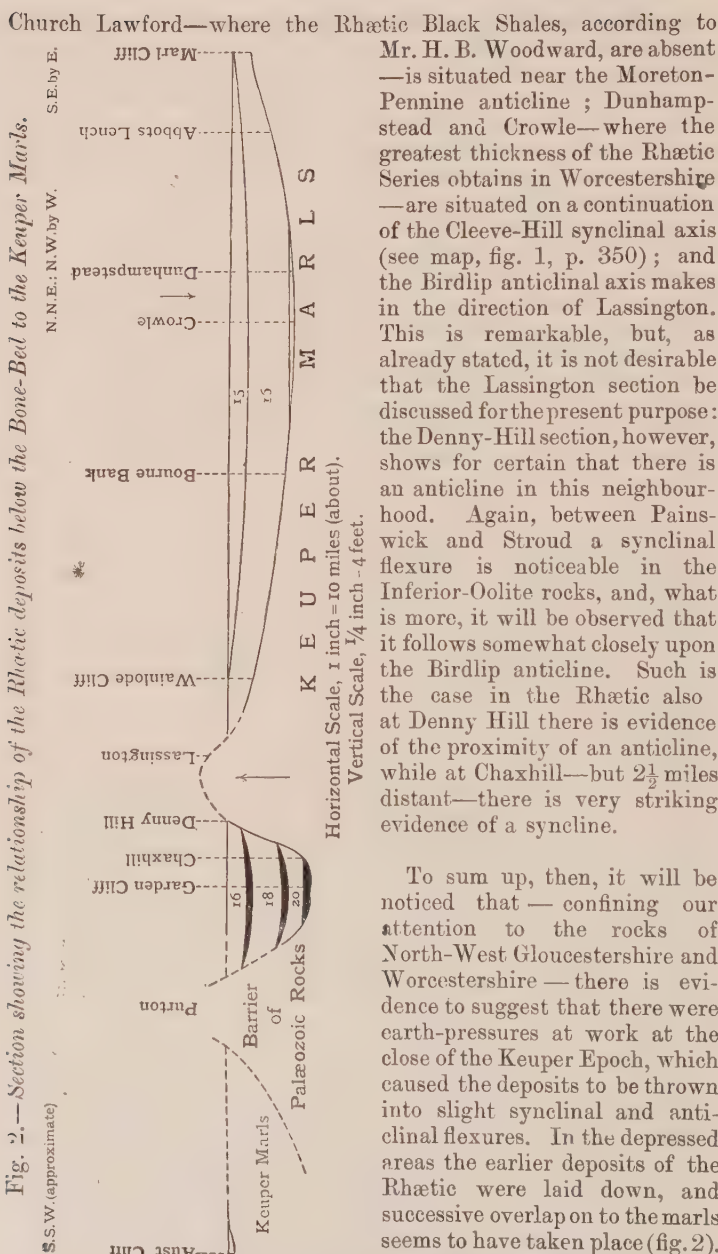 Church Lawford—where the Rhætic Black Shales, according to
Mr. H. B. Woodward, are absent
—is situated near the Moreton-
Pennine anticline ; Dunhamp-
stead and Crowle—where the
greatest thickness of the Rhætic
Series obtains in Worcestershire
—are situated on a continuation
of the Cleeve-Hill synclinal axis
(see map, fig. 1, p. 350) ; and
the Birdlip anticlinal axis makes
in the direction of Lassington.
This is remarkable, but, as
already stated, it is not desirable
that the Lassington section be
discussed for the present purpose :
the Denny-Hill section, however,
shows for certain that there is
an anticline in this neighbour-
hood. Again, between Pains-
wick and Stroud a synclinal
flexure is noticeable in the
Inferior-Oolite rocks, and, what
is more, it will be observed that
it follows somewhat closely upon
the Birdlip anticline. Such is
the case in the Rhætic also
at Denny Hill there is evidence
of the proximity of an anticline,
while at Chaxhill—but 2½ miles
distant—there is very striking
evidence of a syncline.
To sum up, then, it will be
noticed that — confining our
attention to the rocks of
North-West Gloucestershire and
Worcestershire — there is evi-
dence to suggest that there were
earth-pressures at work at the
close of the Keuper Epoch, which
caused the deposits to be thrown
into slight synclinal and anti-
clinal flexures. In the depressed
areas the earlier deposits of the
Rhætic were laid down, and
successive overlap on to the marls
seems to have taken place (fig. 2).
Fig. 2.—Section showing the relationship of the Rhætic deposits below the Bone-Bed to the Keuper Marls.
S.S.W. (approximate)
N.N.E.; N.W. by W.
S.E. by E.
Aust Cliff
Purton
Garden Cliff
Chaxhill
Denny Hill
Lassington
Wainlode Cliff
Bourne Bank
Crowle
Dunhampstead
Abbots Lench
Marl Cliff
16
18
20
15
16
Keuper Marls
Barrier
of
Palæozoic Rocks
KEUPER MARLS
Horizontal Scale, 1 inch = 10 miles (about).
Vertical Scale, ¼ inch - 4 feet.